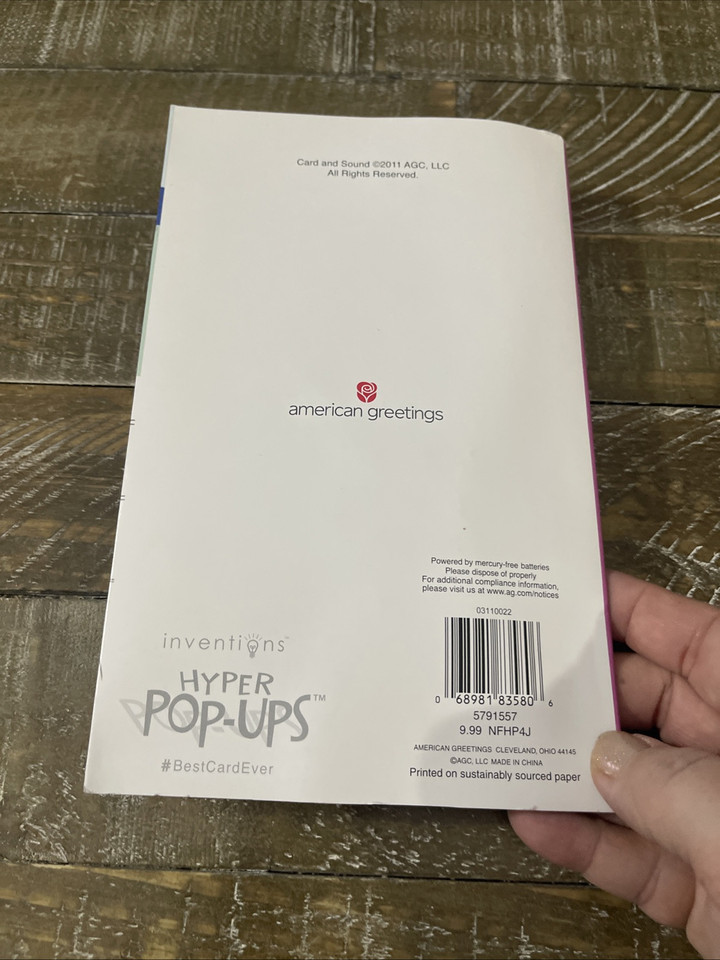 Card and Sound ©2011 AGC, LLC
All Rights Reserved.
american greetings
Powered by mercury-free batteries
Please dispose of properly
For additional compliance information,
please visit us at www.ag.com/notices
03110022
0 68981 83580 6
5791557
9.99 NFHP4J
AMERICAN GREETINGS CLEVELAND, OHIO 44145
©AGC, LLC MADE IN CHINA
Printed on sustainably sourced paper
inventions™
HYPER
POP-UPS™
#BestCardEver